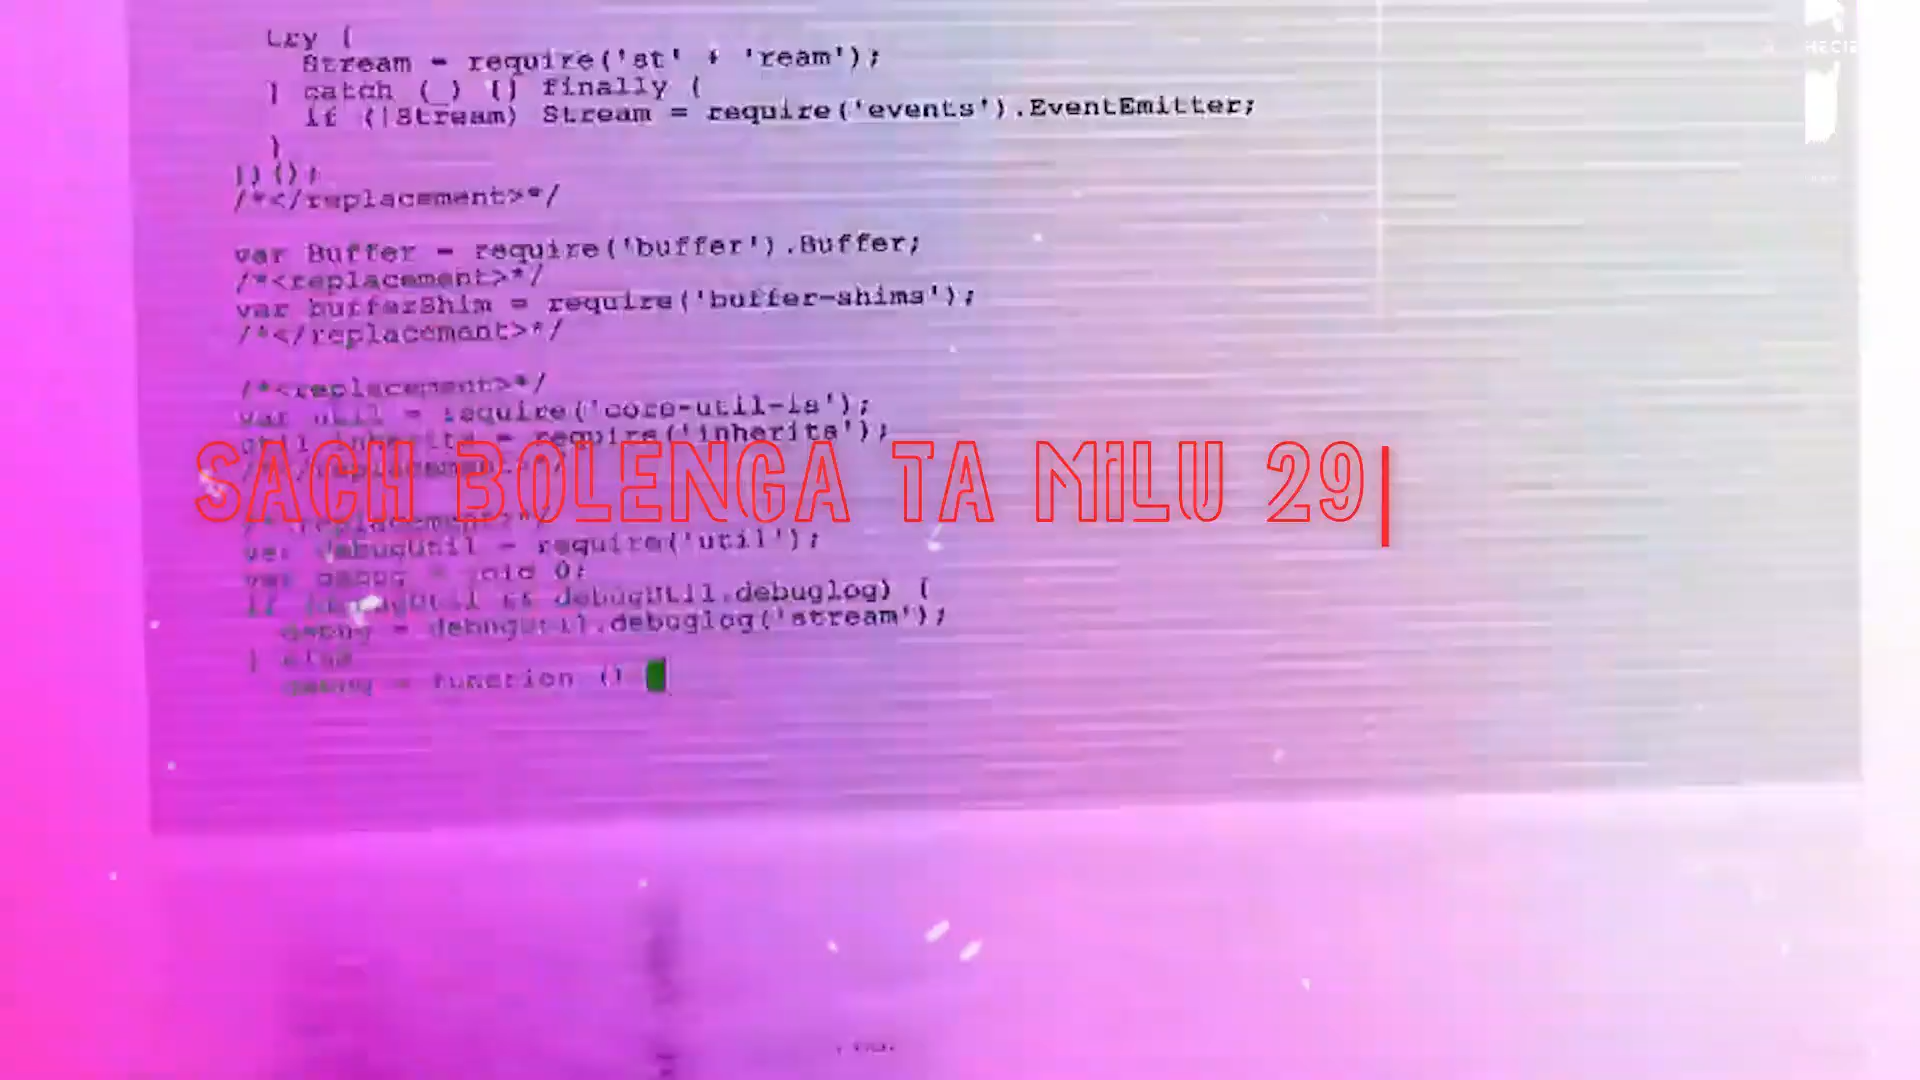 try {
Stream = require('st' + 'ream');
} catch (_) {} finally {
if (!Stream) Stream = require('events').EventEmitter;
}
})();
/*</replacement>*/
var Buffer = require('buffer').Buffer;
/*<replacement>*/
var bufferShim = require('buffer-shims');
/*</replacement>*/
/*<replacement>*/
var util = require('core-util-is');
util.inherits = require('inherits');
/*</replacement>*/
SACH BOLENGA TA MILU 29
/*<replacement>*/
var debugUtil = require('util');
var debug = void 0;
if (debugUtil && debugUtil.debuglog) {
debug = debugUtil.debuglog('stream');
} else
debug = function ()